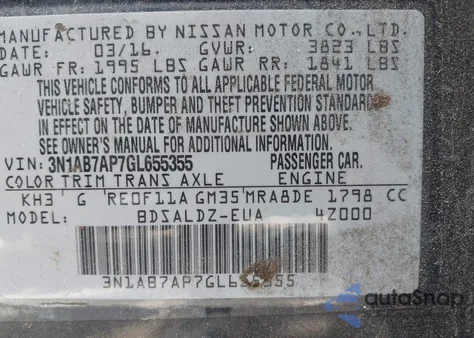 MANUFACTURED BY NISSAN MOTOR CO., LTD.
DATE: 03/16. GVWR: 3823 LBS
GAWR FR: 1995 LBS GAWR RR: 1841 LBS
THIS VEHICLE CONFORMS TO ALL APPLICABLE FEDERAL MOTOR
VEHICLE SAFETY, BUMPER AND THEFT PREVENTION STANDARDS
IN EFFECT ON THE DATE OF MANUFACTURE SHOWN ABOVE.
SEE OWNER'S MANUAL FOR ADDITIONAL INFORMATION.
VIN: 3N1AB7AP7GL655355 PASSENGER CAR.
COLOR TRIM TRANS AXLE ENGINE
KH3 G RE0F11A GM35 MRA8DE 1798 CC
MODEL: BDSALDZ-EUA 4Z000
3N1AB7AP7GL655355
autoSnap